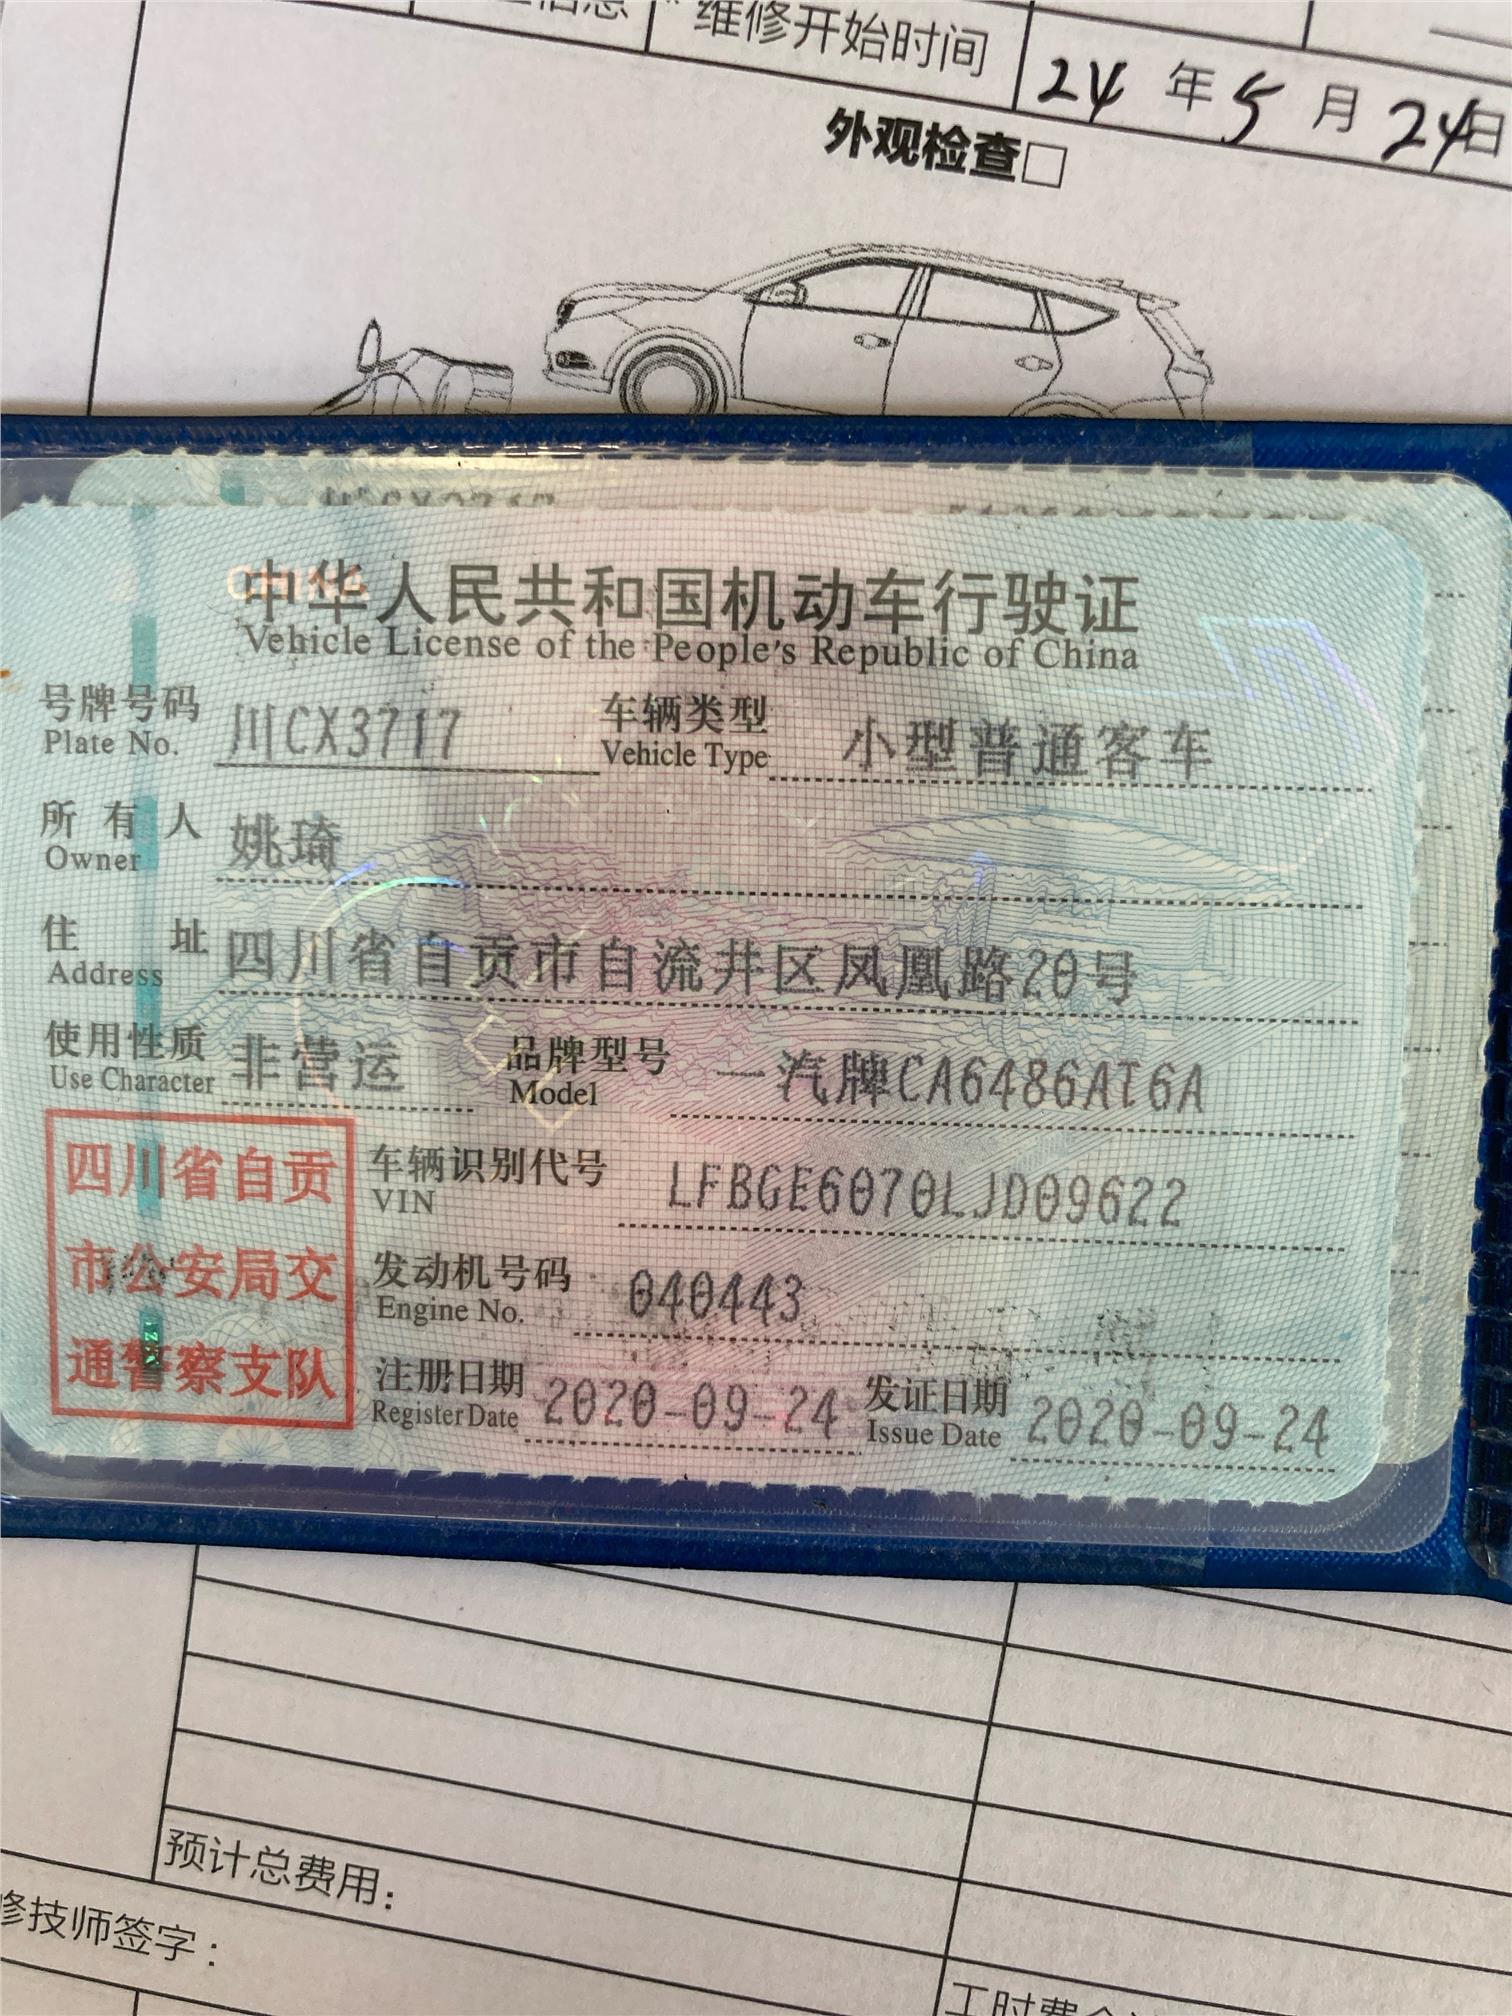 维修开始时间
24 年 5 月 24 日
外观检查□
中华人民共和国机动车行驶证
Vehicle License of the People's Republic of China
号牌号码 川CX3717 车辆类型 小型普通客车
Plate No. Vehicle Type
所有人 姚琦
Owner
住址 四川省自贡市自流井区凤凰路20号
Address
使用性质 非营运 品牌型号 一汽牌CA6486AT6A
Use Character Model
四川省自贡
市公安局交
通警察支队
车辆识别代号 LFBGE6070LJD09622
VIN
发动机号码 040443
Engine No.
注册日期 2020-09-24 发证日期 2020-09-24
Register Date Issue Date
预计总费用:
修技师签字:
工时费